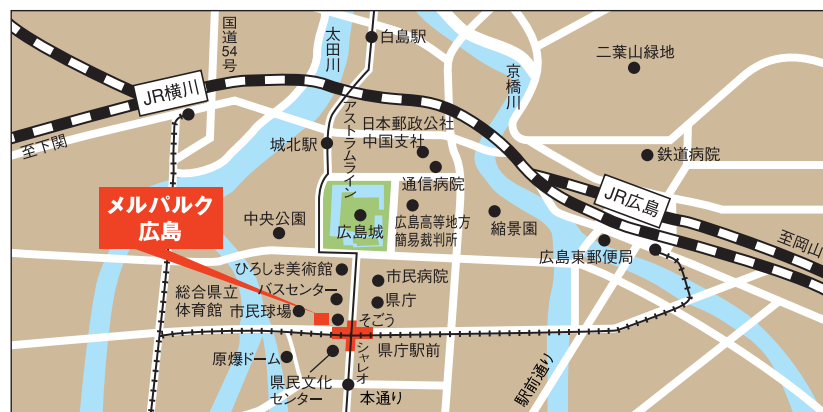 国道54号
太田川
白島駅
京橋川
二葉山緑地
JR横川
アストラムライン
日本郵政公社
中国支社
至下関
城北駅
鉄道病院
通信病院
JR広島
メルパルク
広島
中央公園
広島城
広島高等地方
簡易裁判所
縮景園
至岡山
広島東郵便局
ひろしま美術館
市民病院
バスセンター
総合県立
体育館
県庁
市民球場
そごう
県庁駅前
シャレオ
原爆ドーム
県民文化
センター
本通り
駅前通り